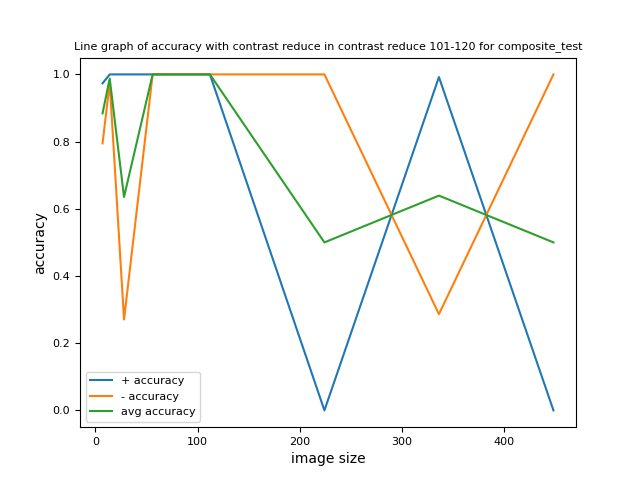 Line graph of accuracy with contrast reduce in contrast reduce 101-120 for composite_test
1.0
0.8
0.6
0.4
0.2
0.0
accuracy
+ accuracy
- accuracy
avg accuracy
0 100 200 300 400
image size